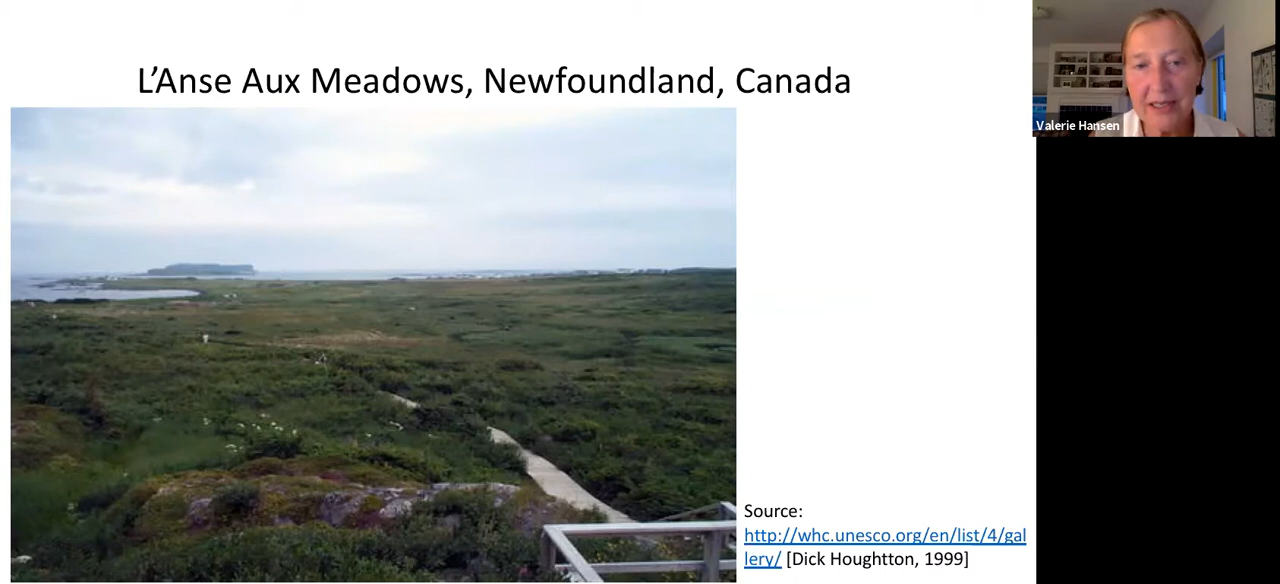 L’Anse Aux Meadows, Newfoundland, Canada
Valerie Hansen
Source:
http://whc.unesco.org/en/list/4/gal
lery/ [Dick Houghtton, 1999]